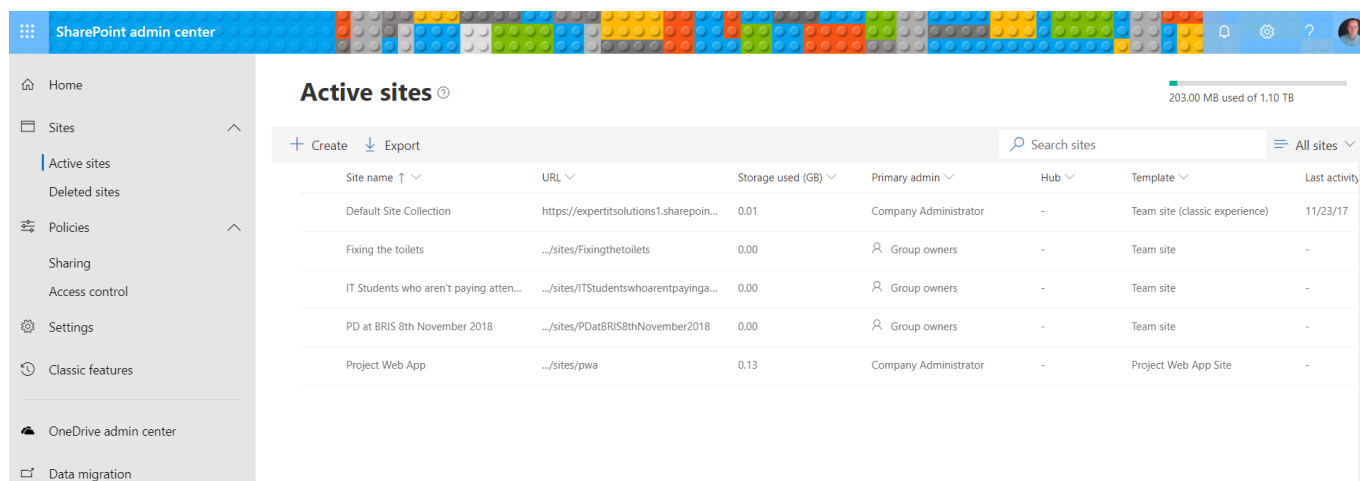 SharePoint admin center
?
Home
Active sites ?
203.00 MB used of 1.10 TB
Sites
Create Export Search sites All sites
Active sites
Deleted sites
Site name ↑ URL Storage used (GB) Primary admin Hub Template Last activity
Default Site Collection https://expertitsolutions1.sharepoin... 0.01 Company Administrator - Team site (classic experience) 11/23/17
Policies
Fixing the toilets .../sites/Fixingthetoilets 0.00 Group owners - Team site -
Sharing
Access control
IT Students who aren't paying atten... .../sites/ITStudentswhoarentpayinga... 0.00 Group owners - Team site -
Settings
PD at BRIS 8th November 2018 .../sites/PDatBRIS8thNovember2018 0.00 Group owners - Team site -
Classic features
Project Web App .../sites/pwa 0.13 Company Administrator - Project Web App Site -
OneDrive admin center
Data migration